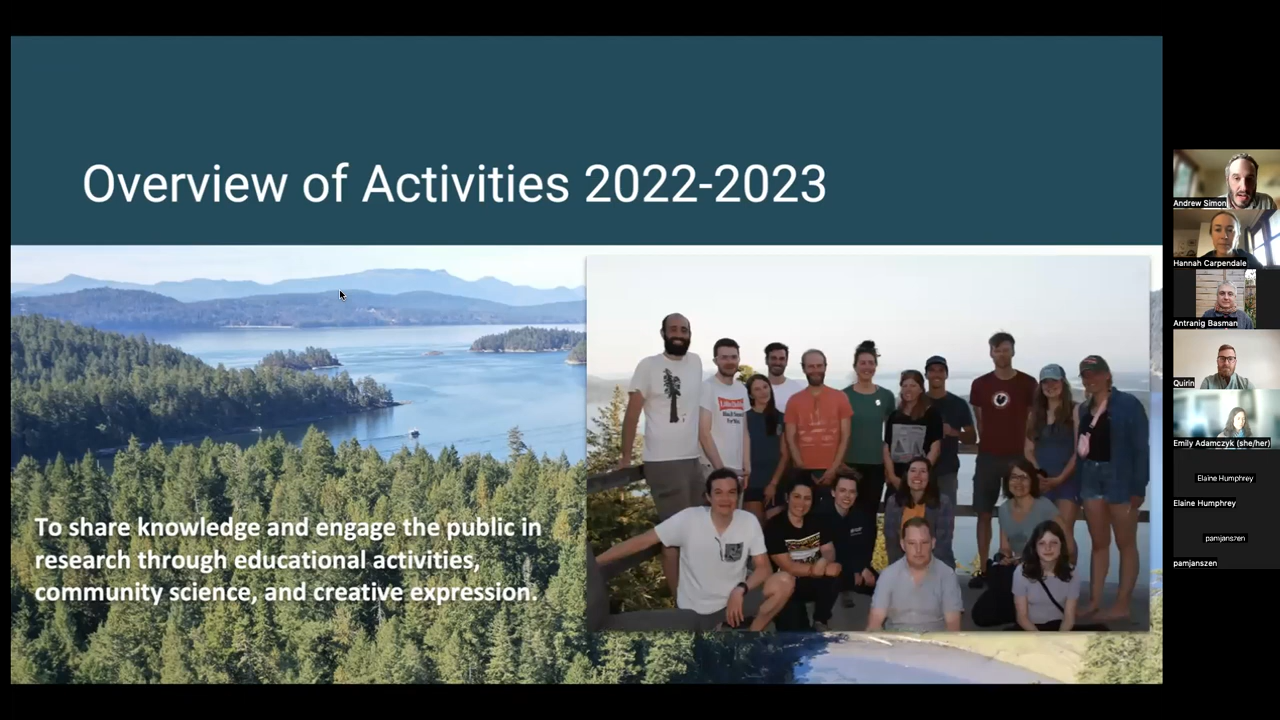 Overview of Activities 2022-2023
To share knowledge and engage the public in
research through educational activities,
community science, and creative expression.
Andrew Simon
Hannah Carpendale
Antranig Basman
Quirin
Emily Adamczyk (she/her)
Elaine Humphrey
Elaine Humphrey
pamjanszen
pamjanszen